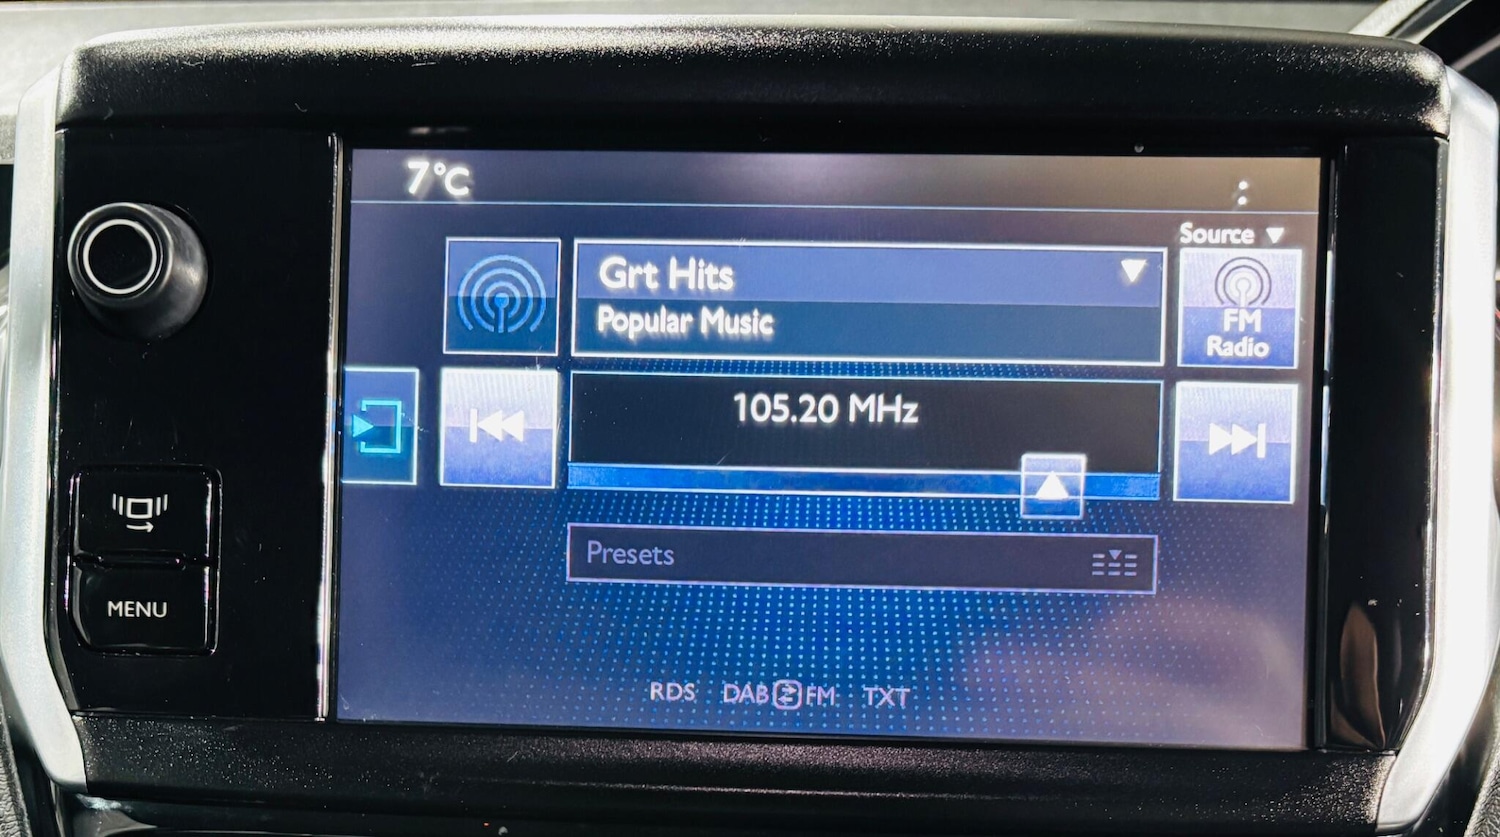 7°C
Source
Grt Hits
Popular Music
FM
Radio
105.20 MHz
Presets
MENU
RDS DAB FM TXT